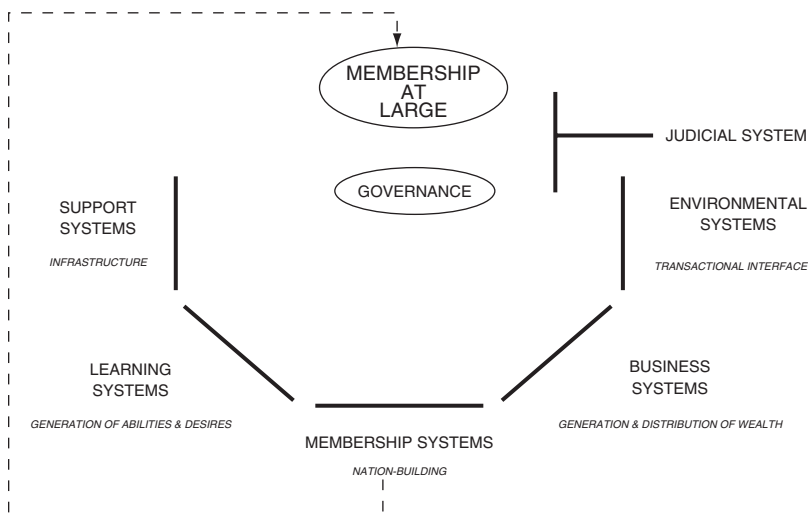 MEMBERSHIP
AT
LARGE
JUDICIAL SYSTEM
GOVERNANCE
SUPPORT
SYSTEMS
INFRASTRUCTURE
ENVIRONMENTAL
SYSTEMS
TRANSACTIONAL INTERFACE
LEARNING
SYSTEMS
GENERATION OF ABILITIES & DESIRES
BUSINESS
SYSTEMS
GENERATION & DISTRIBUTION OF WEALTH
MEMBERSHIP SYSTEMS
NATION-BUILDING